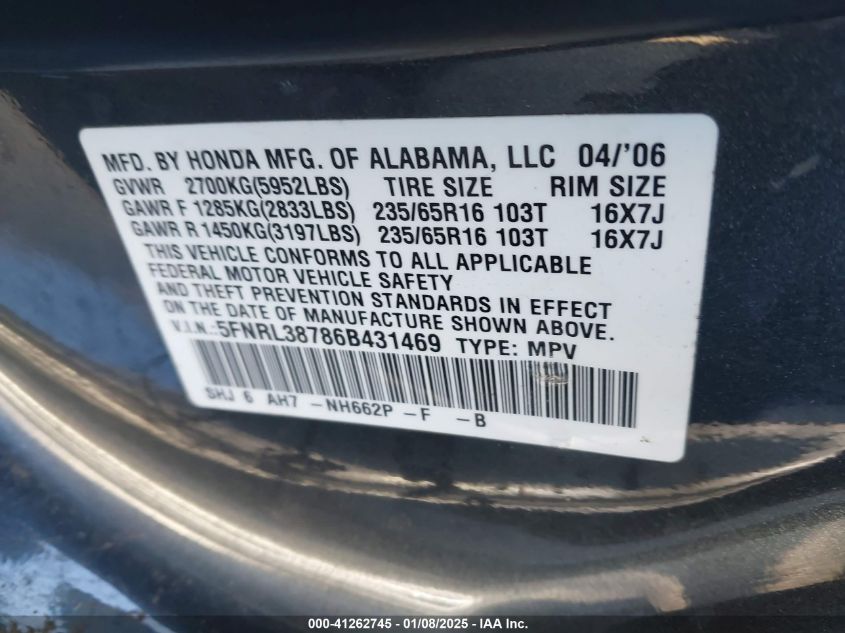 MFD. BY HONDA MFG. OF ALABAMA, LLC 04/'06
GVWR 2700KG(5952LBS) TIRE SIZE RIM SIZE
GAWR F 1285KG(2833LBS) 235/65R16 103T 16X7J
GAWR R 1450KG(3197LBS) 235/65R16 103T 16X7J
THIS VEHICLE CONFORMS TO ALL APPLICABLE
FEDERAL MOTOR VEHICLE SAFETY
AND THEFT PREVENTION STANDARDS IN EFFECT
ON THE DATE OF MANUFACTURE SHOWN ABOVE.
V.I.N.: 5FNRL38786B431469 TYPE: MPV
SHJ 6 AH7 -NH662P -F -B
000-41262745 - 01/08/2025 - IAAI.com